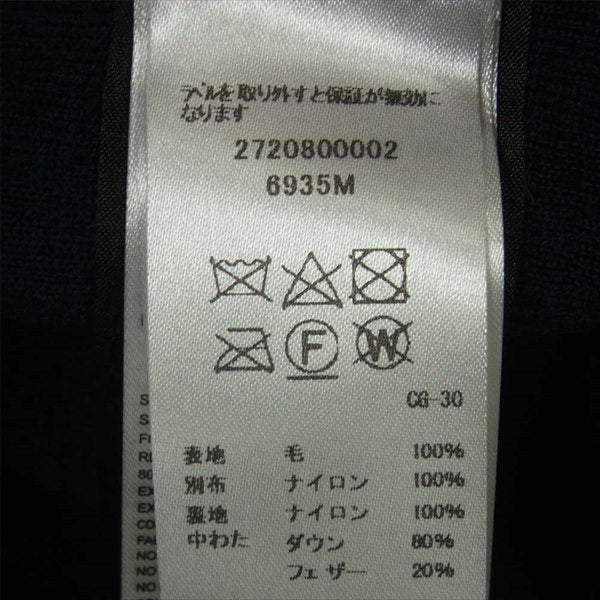 ラベルを取り外すと保証が無効に
なります
2720800002
6935M
F W
CG-30
表地 毛 100%
別布 ナイロン 100%
裏地 ナイロン 100%
中わた ダウン 80%
フェザー 20%